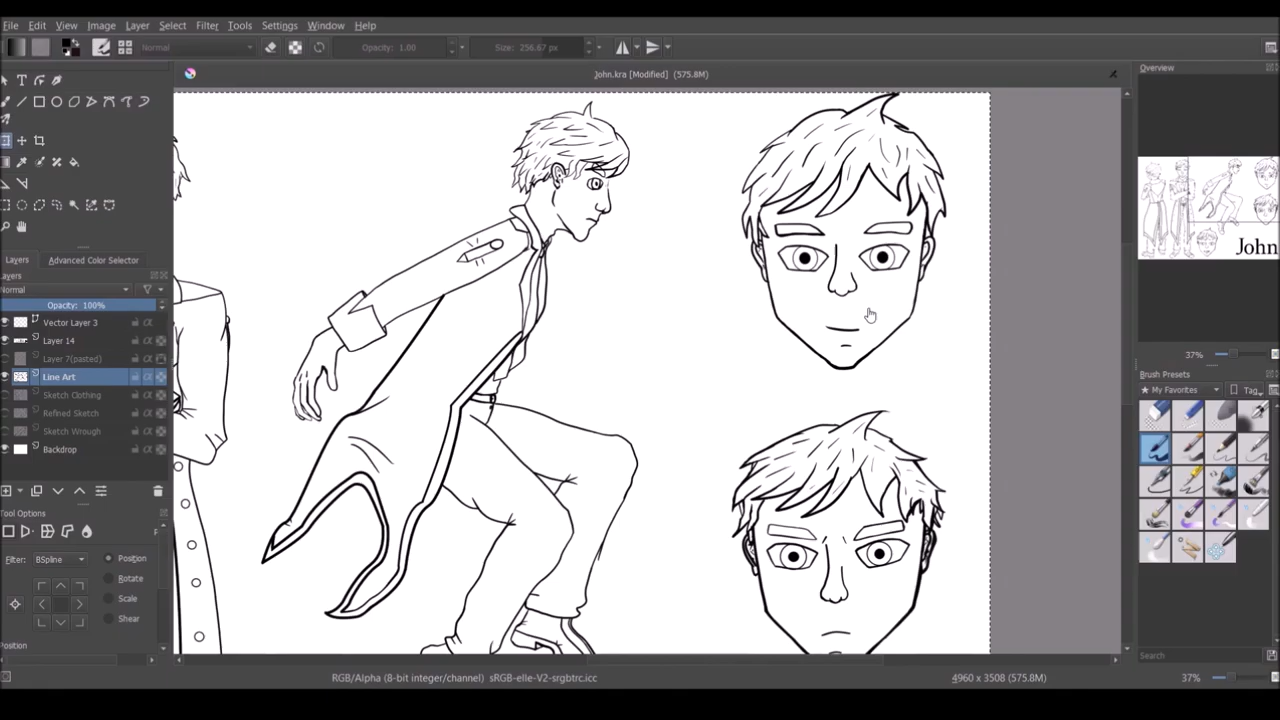 File Edit View Image Layer Select Filter Tools Settings Window Help
Normal Opacity: 1.00 Size: 256.67 px
John.kra [Modified] (575.8M)
Overview
John
37%
Layers Advanced Color Selector
Layers
Normal
Opacity: 100%
Vector Layer 3
Layer 14
Layer 7(pasted)
Line Art
Sketch Clothing
Refined Sketch
Sketch Wrough
Backdrop
Tool Options
Filter: BSpline
Position
Rotate
Scale
Shear
Position
Brush Presets
My Favorites Tag
Search
RGB/Alpha (8-bit integer/channel) sRGB-elle-V2-srgbtrc.icc
4960 x 3508 (575.8M)
37%